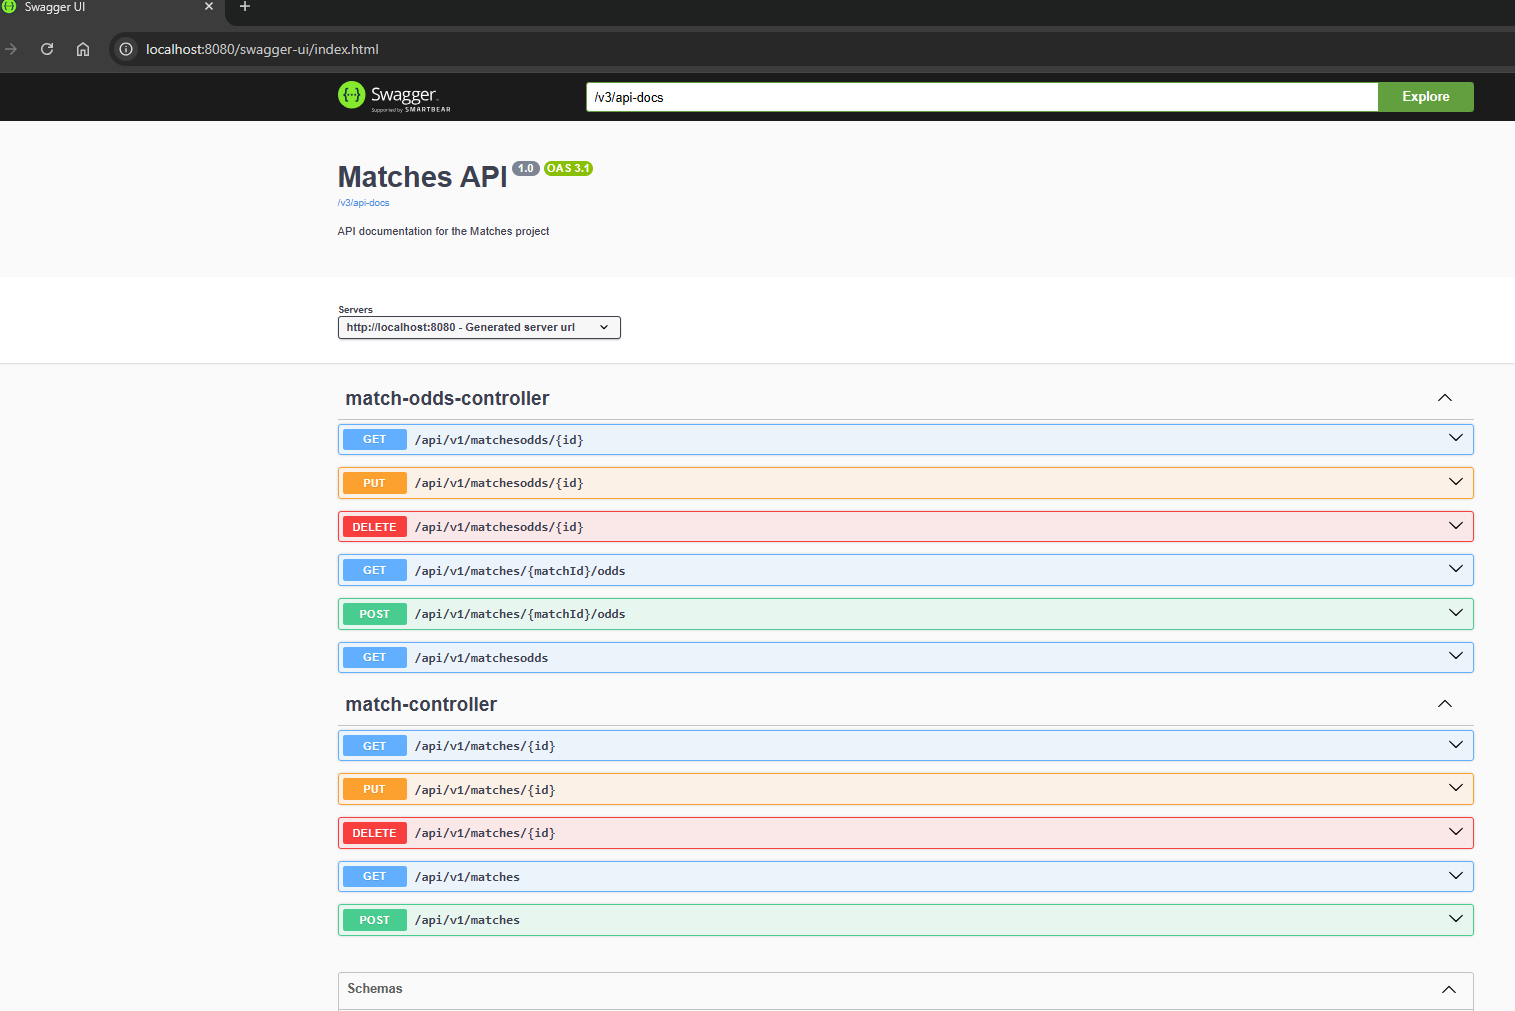 Swagger UI
localhost:8080/swagger-ui/index.html
Swagger
Supported by SMARTBEAR
/v3/api-docs
Explore
Matches API 1.0 OAS 3.1
/v3/api-docs
API documentation for the Matches project
Servers
http://localhost:8080 - Generated server url
match-odds-controller
GET /api/v1/matchesodds/{id}
PUT /api/v1/matchesodds/{id}
DELETE /api/v1/matchesodds/{id}
GET /api/v1/matches/{matchId}/odds
POST /api/v1/matches/{matchId}/odds
GET /api/v1/matchesodds
match-controller
GET /api/v1/matches/{id}
PUT /api/v1/matches/{id}
DELETE /api/v1/matches/{id}
GET /api/v1/matches
POST /api/v1/matches
Schemas